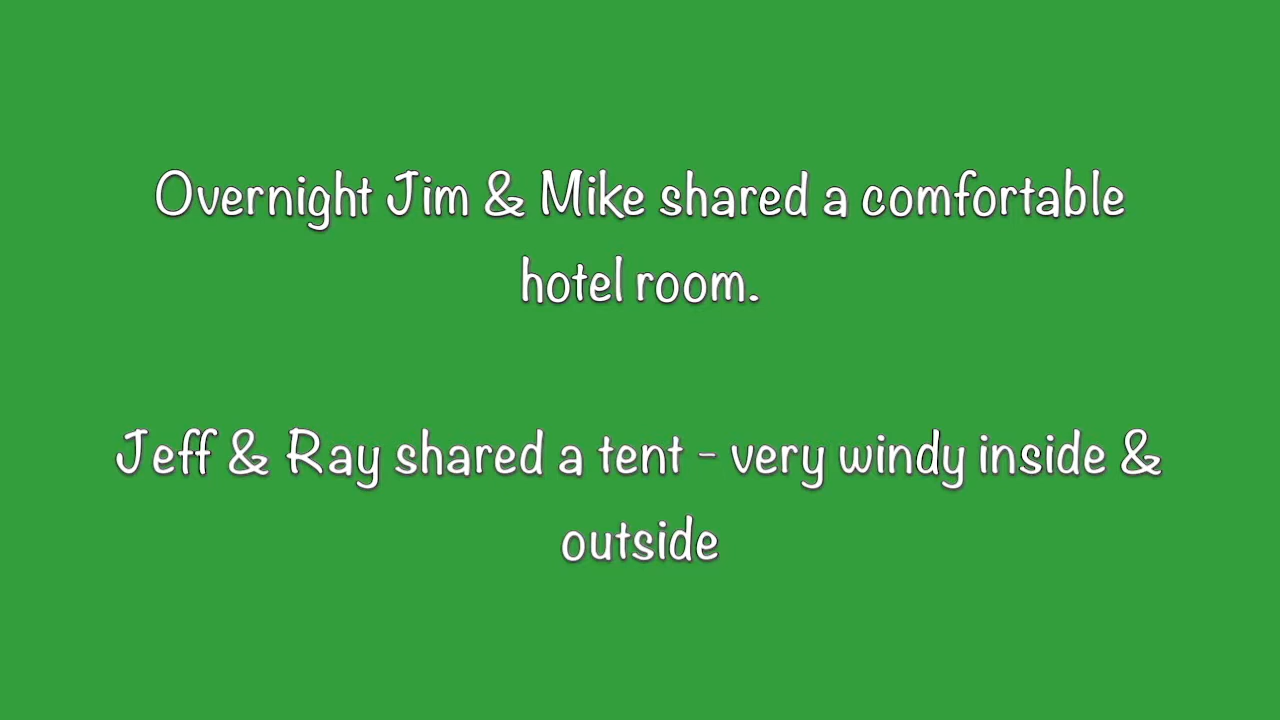 Overnight Jim & Mike shared a comfortable
hotel room.
Jeff & Ray shared a tent - very windy inside &
outside